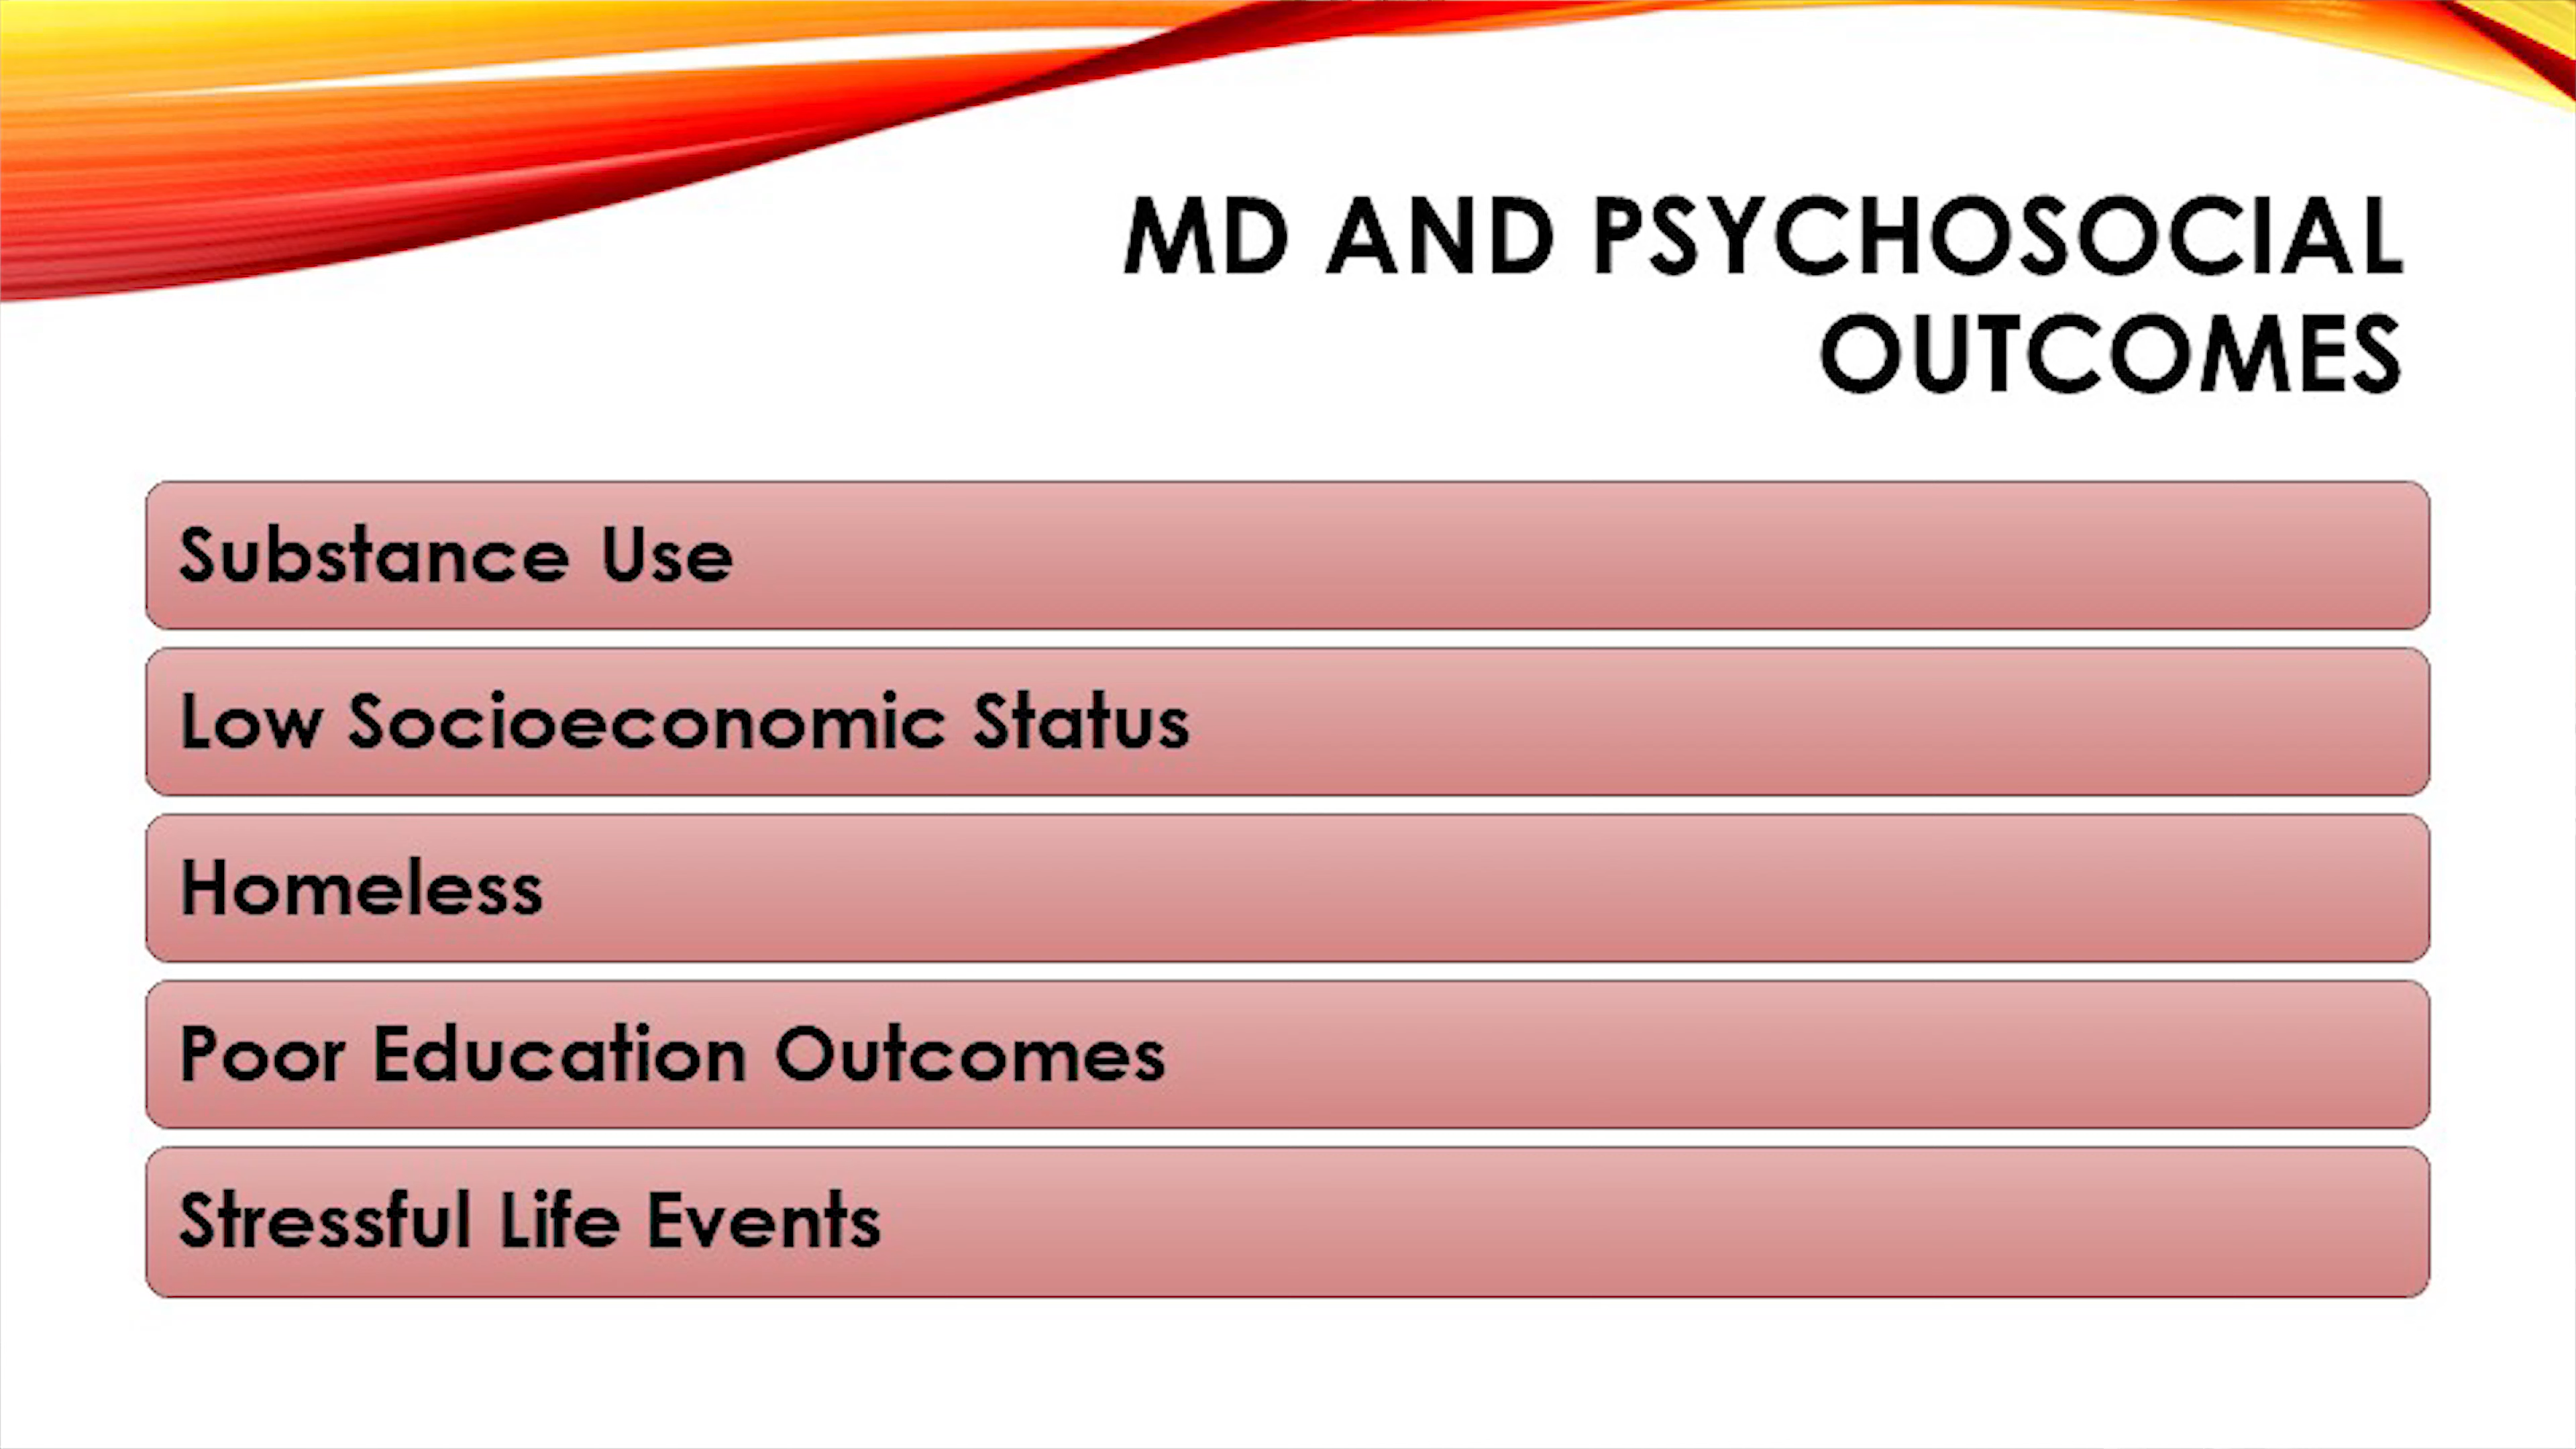 MD AND PSYCHOSOCIAL
OUTCOMES
Substance Use
Low Socioeconomic Status
Homeless
Poor Education Outcomes
Stressful Life Events